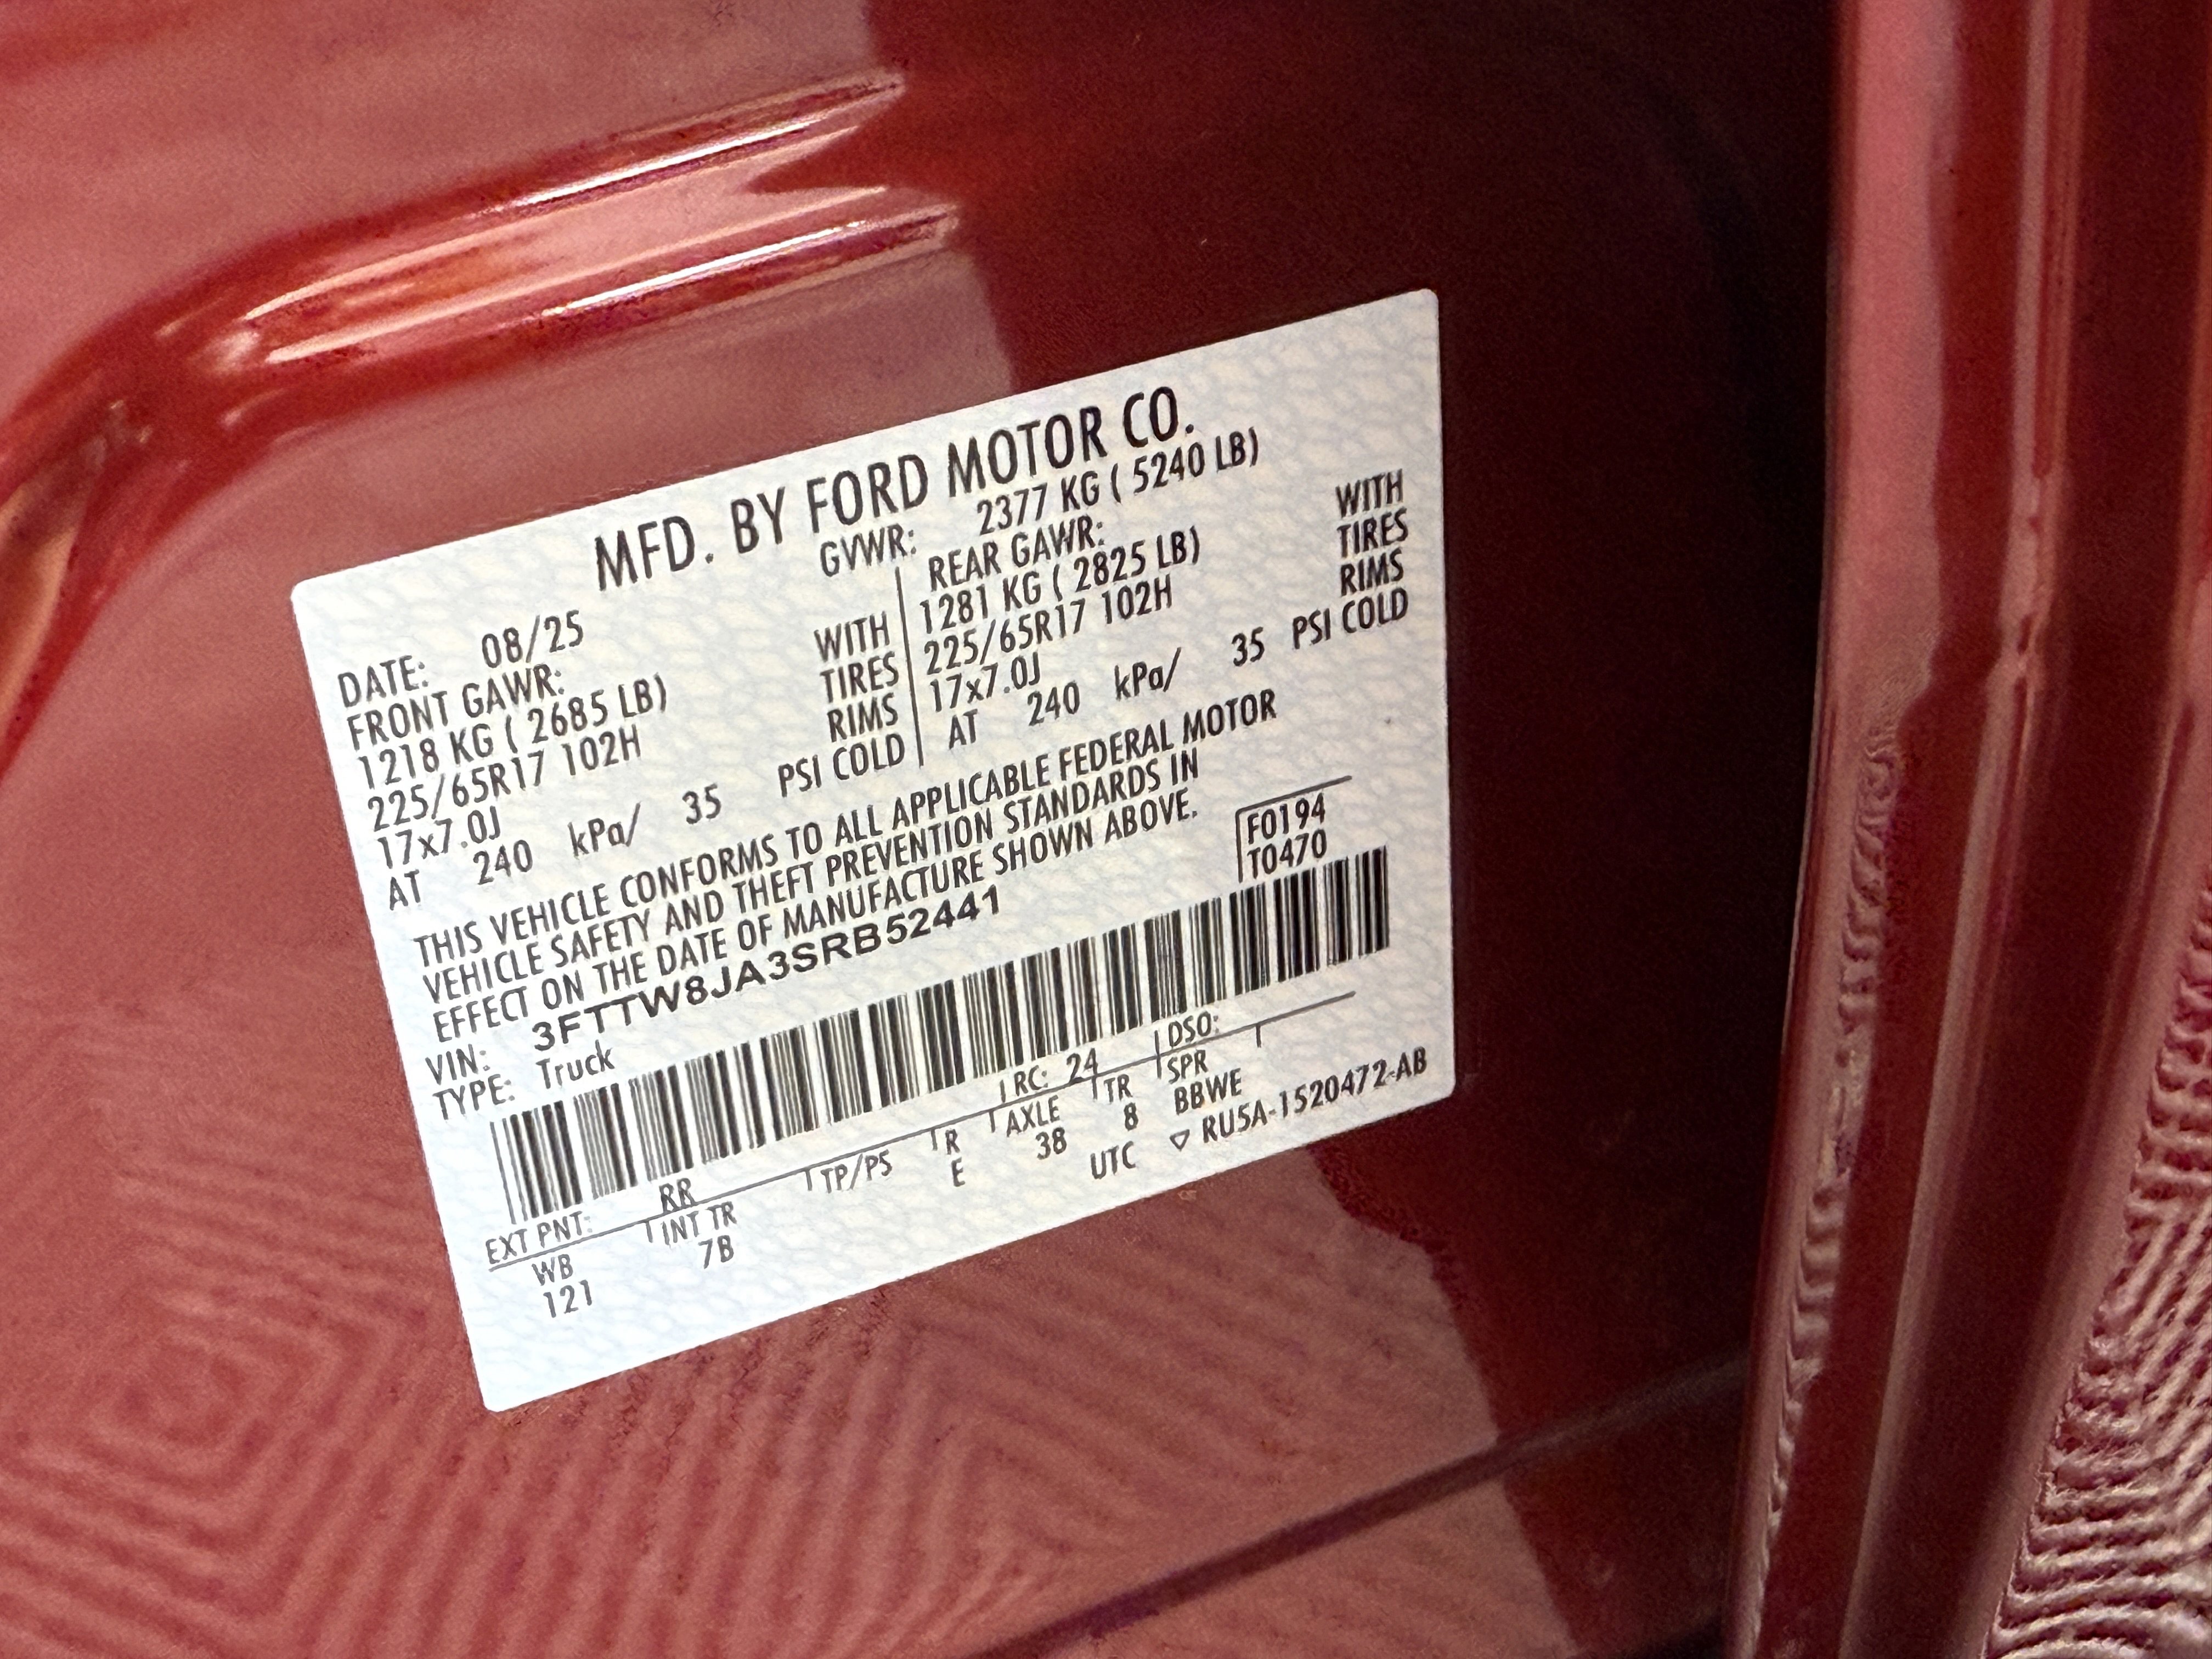 MFD. BY FORD MOTOR CO.
DATE: 08/25 GVWR: 2377 KG ( 5240 LB)
FRONT GAWR: REAR GAWR:
1218 KG ( 2685 LB) WITH 1281 KG ( 2825 LB) WITH
225/65R17 102H TIRES 225/65R17 102H TIRES
17x7.0J RIMS 17x7.0J RIMS
AT 240 kPa/ 35 PSI COLD AT 240 kPa/ 35 PSI COLD
THIS VEHICLE CONFORMS TO ALL APPLICABLE FEDERAL MOTOR
VEHICLE SAFETY AND THEFT PREVENTION STANDARDS IN
EFFECT ON THE DATE OF MANUFACTURE SHOWN ABOVE.
VIN: 3FTTW8JA3SRB52441 F0194
TYPE: Truck T0470
EXT PNT: RR RC: 24 DSO:
WB INT TR TP/PS R AXLE TR SPR
121 7B E 38 8 BBWE
UTC ▽ RU5A-1520472-AB